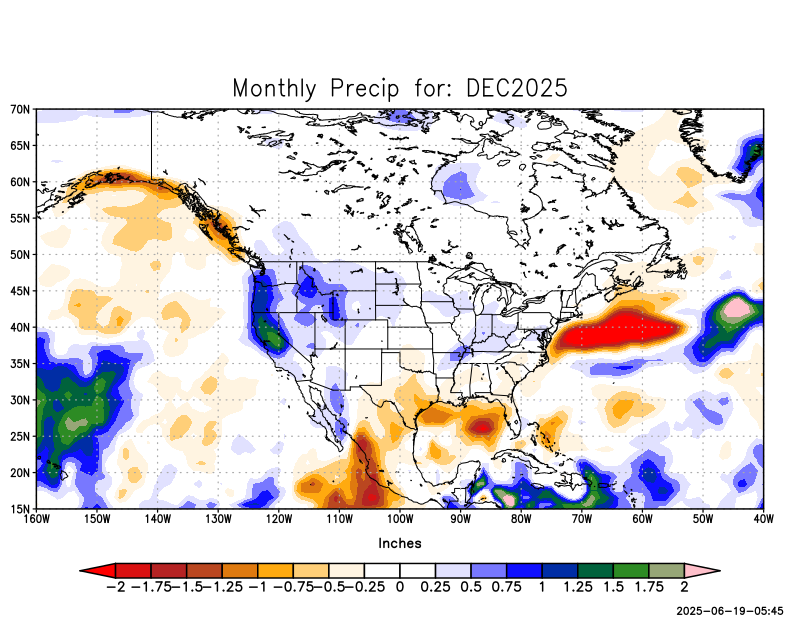 Monthly Precip for: DEC2025
70N
65N
60N
55N
50N
45N
40N
35N
30N
25N
20N
15N
160W 150W 140W 130W 120W 110W 100W 90W 80W 70W 60W 50W 40W
Inches
-2 -1.75 -1.5 -1.25 -1 -0.75 -0.5 -0.25 0 0.25 0.5 0.75 1 1.25 1.5 1.75 2
2025-06-19-05:45